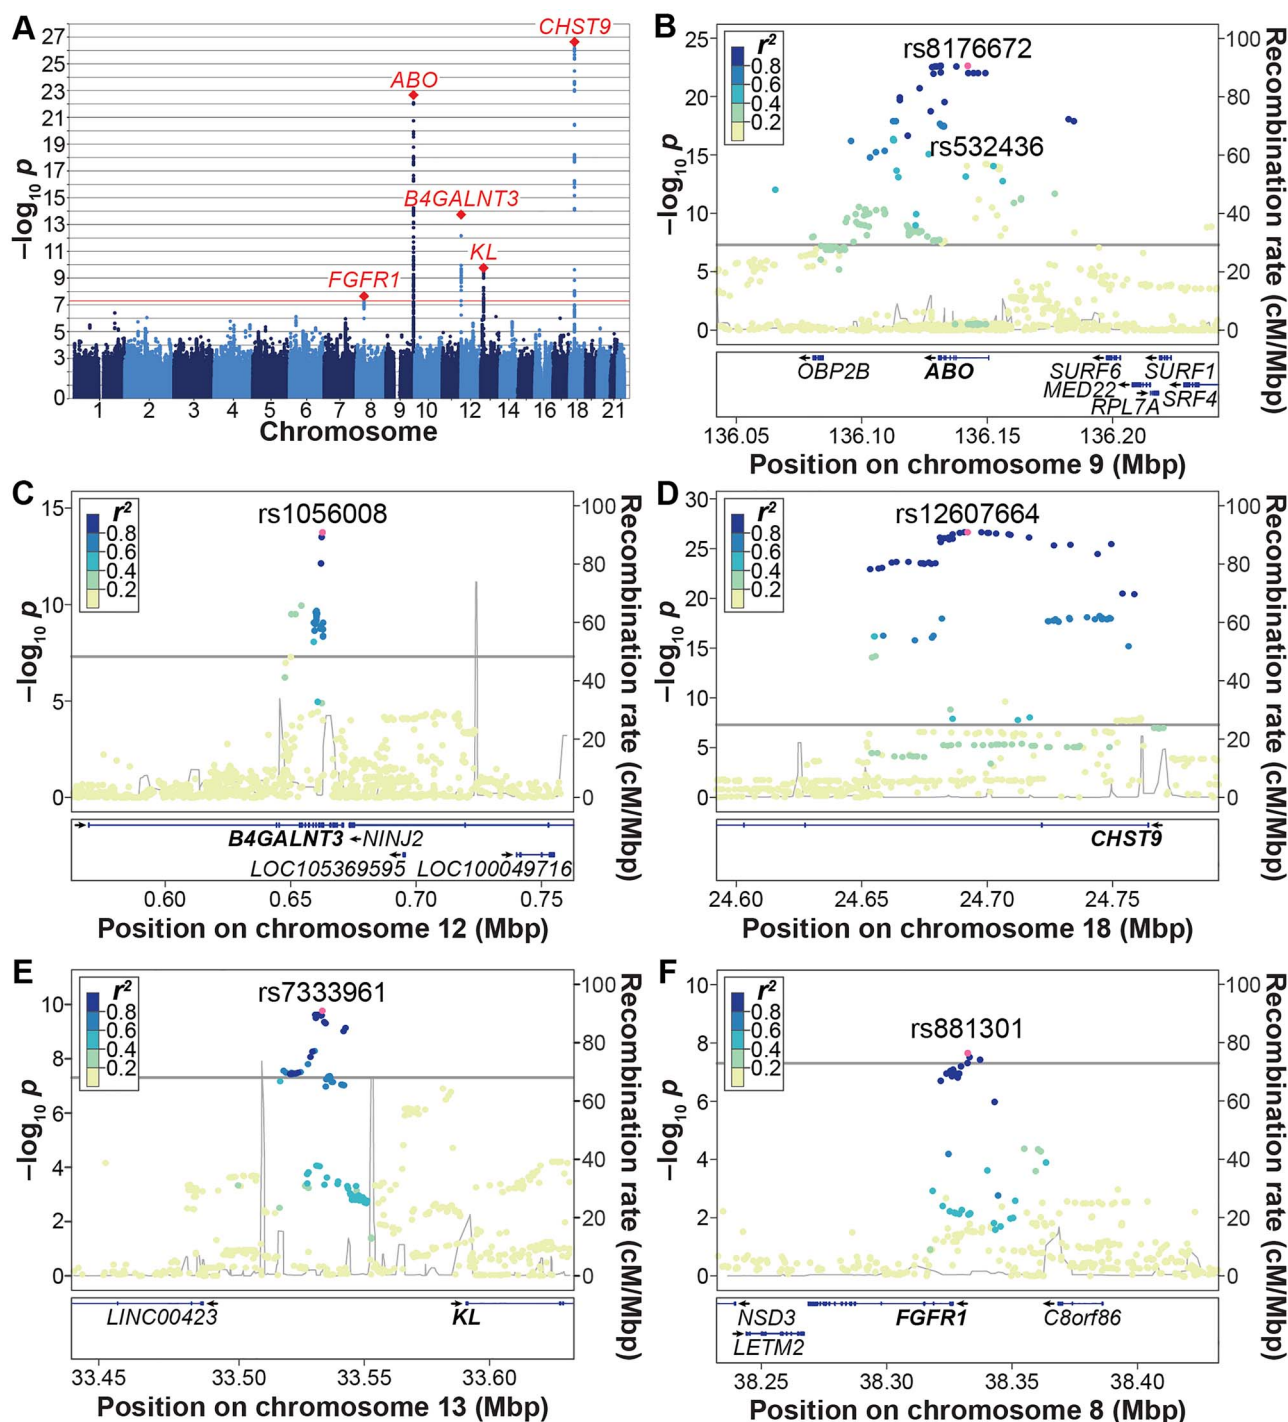 A
−log10 p
27
25
23
21
19
17
15
13
11
9
7
5
3
0
CHST9
ABO
B4GALNT3
KL
FGFR1
1 2 3 4 5 6 7 8 9 10 12 14 16 18 21
Chromosome
B
−log10 p
25
20
15
10
5
0
r²
0.8
0.6
0.4
0.2
rs8176672
rs532436
100
80
60
40
20
0
Recombination rate (cM/Mbp)
OBP2B ABO SURF6 SURF1
MED22 SRF4
RPL7A
136.05 136.10 136.15 136.20
Position on chromosome 9 (Mbp)
C
−log10 p
15
10
5
0
r²
0.8
0.6
0.4
0.2
rs1056008
100
80
60
40
20
0
Recombination rate (cM/Mbp)
B4GALNT3 NINJ2
LOC105369595 LOC100049716
0.60 0.65 0.70 0.75
Position on chromosome 12 (Mbp)
D
−log10 p
30
25
20
15
10
5
0
r²
0.8
0.6
0.4
0.2
rs12607664
100
80
60
40
20
0
Recombination rate (cM/Mbp)
CHST9
24.60 24.65 24.70 24.75
Position on chromosome 18 (Mbp)
E
−log10 p
10
8
6
4
2
0
r²
0.8
0.6
0.4
0.2
rs7333961
100
80
60
40
20
0
Recombination rate (cM/Mbp)
LINC00423 KL
33.45 33.50 33.55 33.60
Position on chromosome 13 (Mbp)
F
−log10 p
10
8
6
4
2
0
r²
0.8
0.6
0.4
0.2
rs881301
100
80
60
40
20
0
Recombination rate (cM/Mbp)
NSD3 FGFR1 C8orf86
LETM2
38.25 38.30 38.35 38.40
Position on chromosome 8 (Mbp)